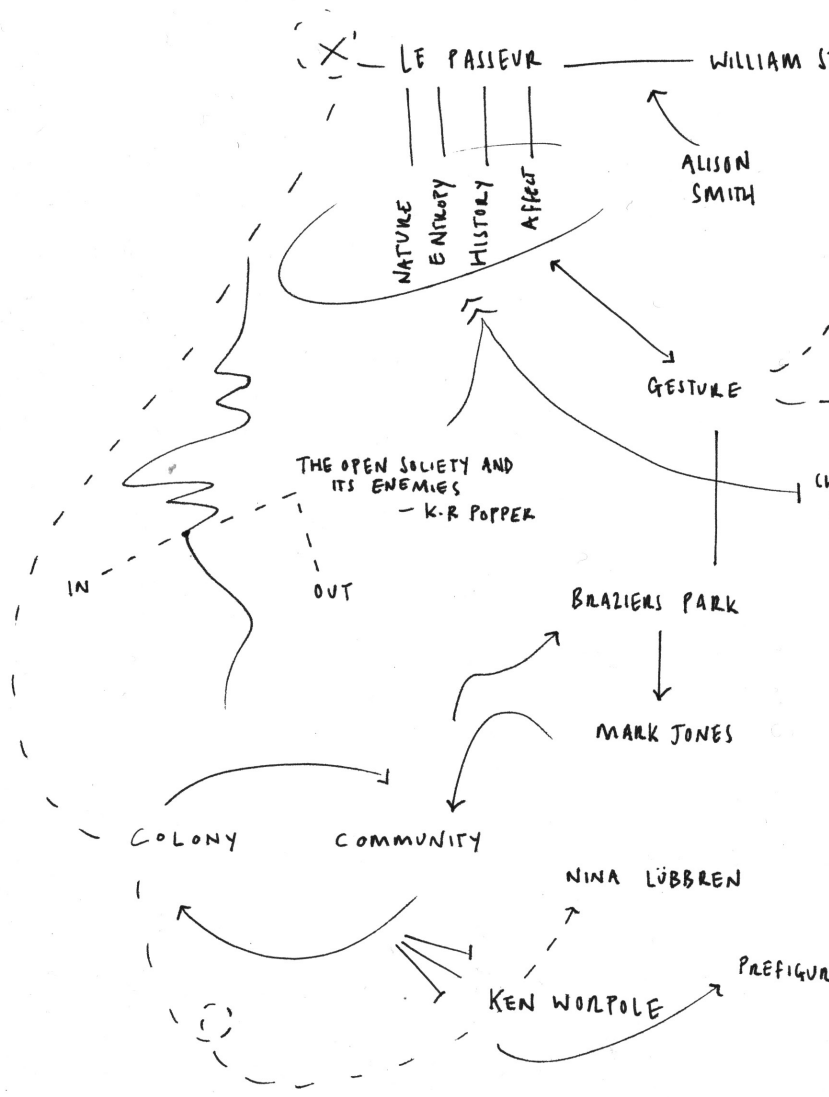 X' LE PASSEUR WILLIAM S
ALISON
SMITH
NATURE
ENTROPY
HISTORY
AFFECT
GESTURE
THE OPEN SOCIETY AND
ITS ENEMIES
- K.R POPPER
IN
OUT
BRAZIERS PARK
MARK JONES
COLONY COMMUNITY
NINA LÜBBREN
PREFIGUR
KEN WORPOLE